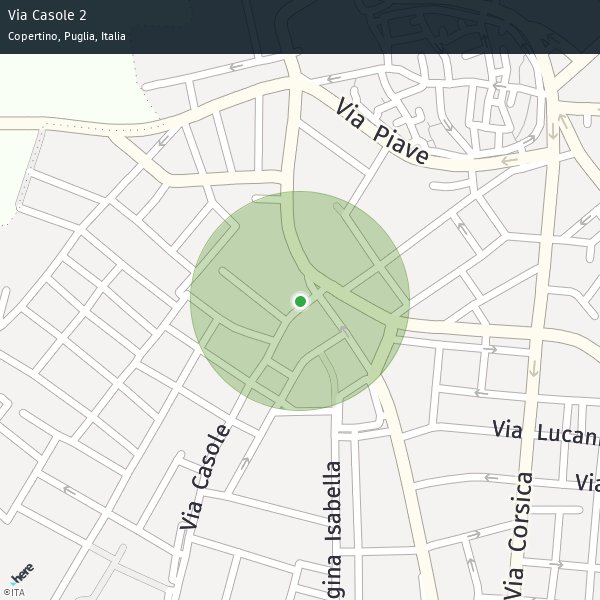 Via Casole 2
Copertino, Puglia, Italia
Via Piave
Via Casole
gina Isabella
Via Lucani
Via
Via Corsica
here
©ITA